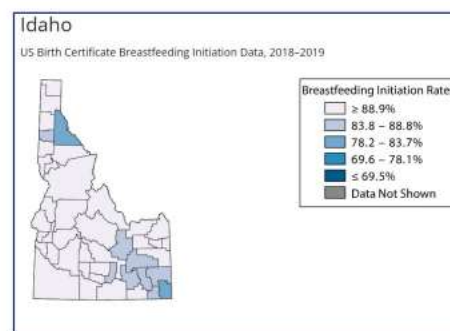 Idaho
US Birth Certificate Breastfeeding Initiation Data, 2018–2019
Breastfeeding Initiation Rate
≥ 88.9%
83.8 – 88.8%
78.2 – 83.7%
69.6 – 78.1%
≤ 69.5%
Data Not Shown